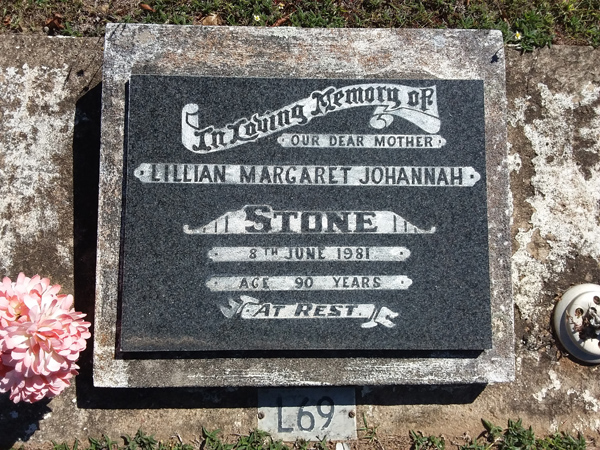 In Loving Memory of
OUR DEAR MOTHER
LILLIAN MARGARET JOHANNAH
STONE
8TH JUNE 1981
AGE 90 YEARS
AT REST.
L69